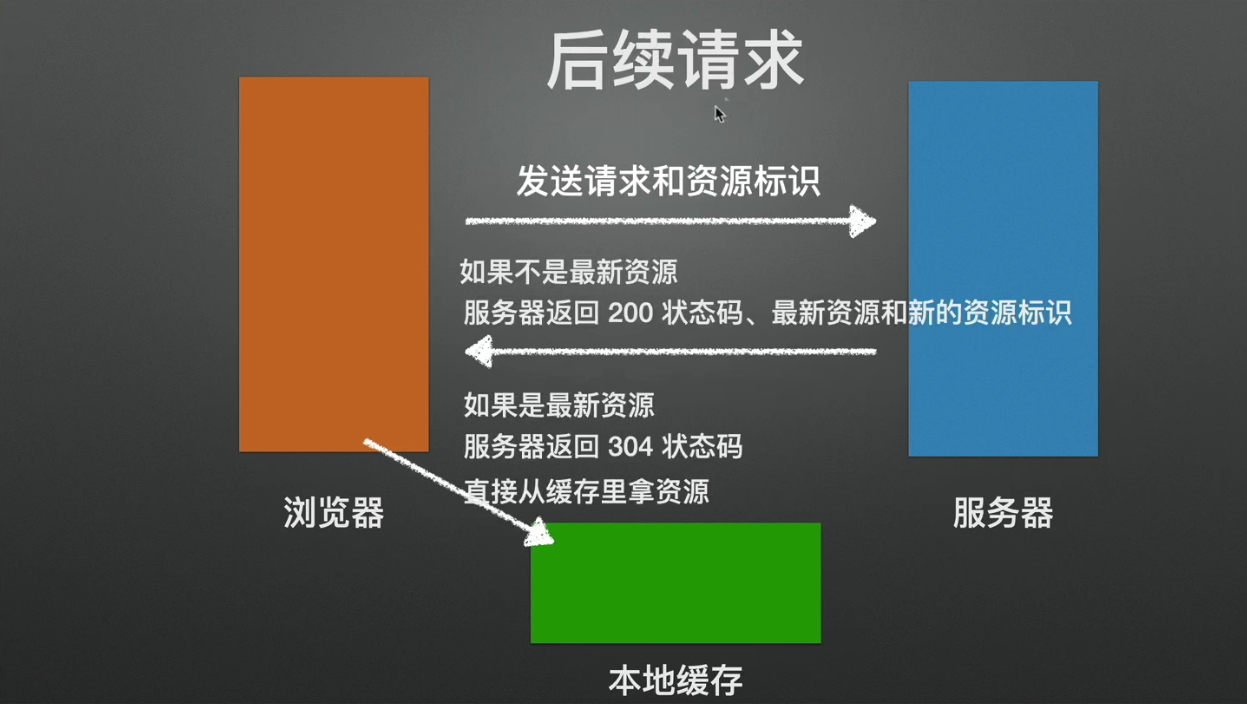 后续请求
发送请求和资源标识
如果不是最新资源
服务器返回 200 状态码、最新资源和新的资源标识
如果是最新资源
服务器返回 304 状态码
直接从缓存里拿资源
浏览器
服务器
本地缓存